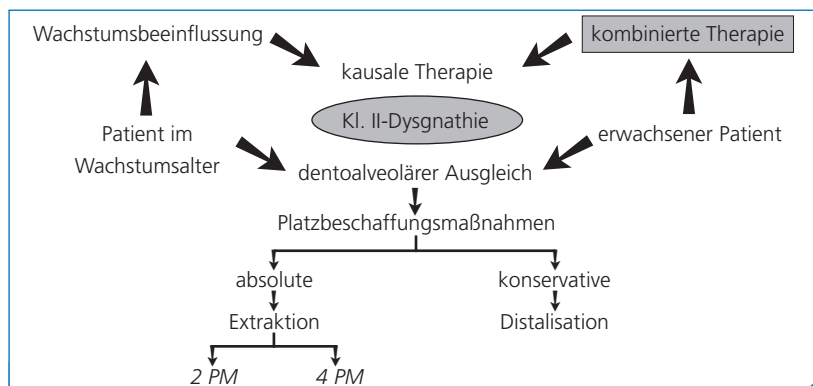 Wachstumsbeeinflussung
kombinierte Therapie
kausale Therapie
Kl. II-Dysgnathie
Patient im
Wachstumsalter
erwachsener Patient
dentoalveolärer Ausgleich
Platzbeschaffungsmaßnahmen
absolute
konservative
Extraktion
Distalisation
2 PM
4 PM